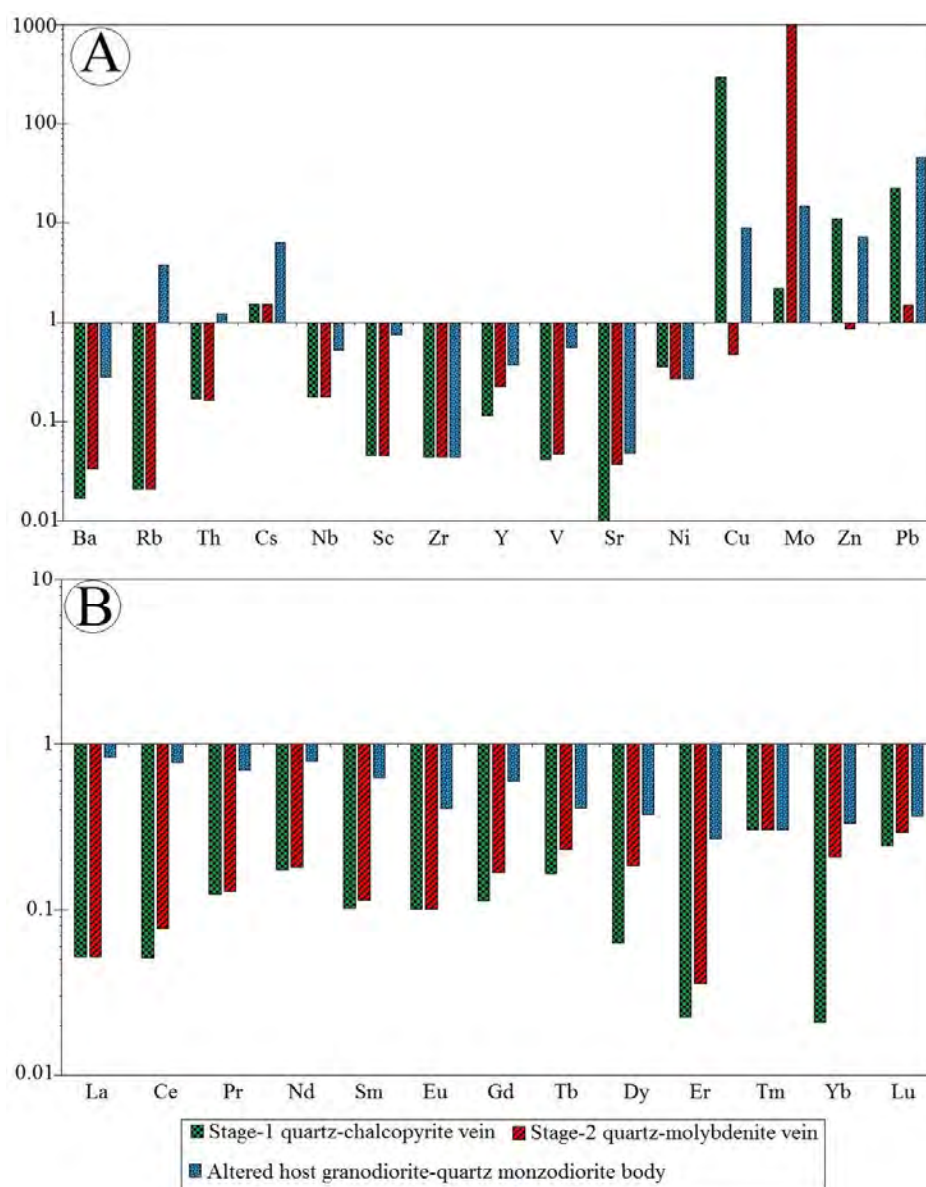 A
1000
100
10
1
0.1
0.01
Ba Rb Th Cs Nb Sc Zr Y V Sr Ni Cu Mo Zn Pb
B
10
1
0.1
0.01
La Ce Pr Nd Sm Eu Gd Tb Dy Er Tm Yb Lu
Stage-1 quartz-chalcopyrite vein Stage-2 quartz-molybdenite vein
Altered host granodiorite-quartz monzodiorite body